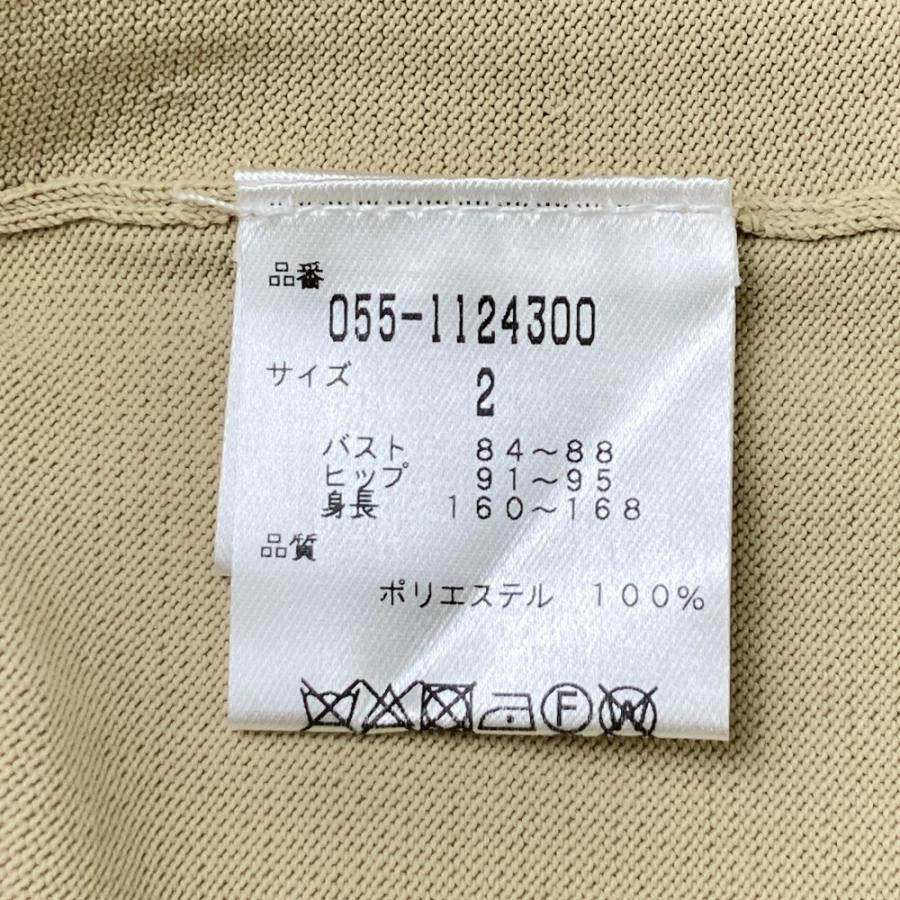 品番
055-1124300
サイズ 2
バスト 84～88
ヒップ 91～95
身長 160～168
品質
ポリエステル 100%
F W